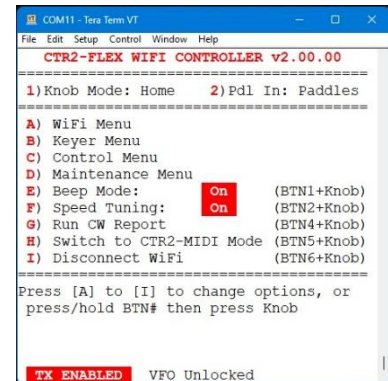 COM11 - Tera Term VT
File Edit Setup Control Window Help
CTR2-FLEX WIFI CONTROLLER v2.00.00
==========================================
1)Knob Mode: Home 2)Pdl In: Paddles
==========================================
A) WiFi Menu
B) Keyer Menu
C) Control Menu
D) Maintenance Menu
E) Beep Mode: On (BTN1+Knob)
F) Speed Tuning: On (BTN2+Knob)
G) Run CW Report (BTN4+Knob)
H) Switch to CTR2-MIDI Mode (BTN5+Knob)
I) Disconnect WiFi (BTN6+Knob)
==========================================
Press [A] to [I] to change options, or
press/hold BTN# then press Knob
TX ENABLED VFO Unlocked